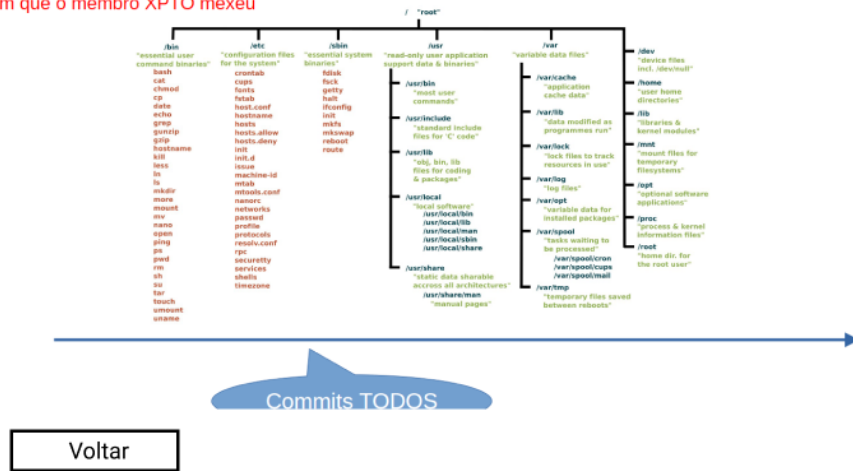 m que o membro XPTO mexeu
/ "root"
/bin
"essential user
command binaries"
bash
cat
chmod
cp
date
echo
grep
gunzip
gzip
hostname
kill
less
ln
ls
mkdir
more
mount
mv
nano
open
ping
ps
pwd
rm
sh
su
tar
touch
umount
uname
/etc
"configuration files
for the system"
crontab
cups
fonts
fstab
host.conf
hostname
hosts
hosts.allow
hosts.deny
init
init.d
issue
machine-id
mtab
mtools.conf
nanorc
networks
passwd
profile
protocols
resolv.conf
rpc
securetty
services
shells
timezone
/sbin
"essential system
binaries"
fdisk
fsck
getty
halt
ifconfig
init
mkfs
mkswap
reboot
route
/usr
"read-only user application
support data & binaries"
/usr/bin
"most user
commands"
/usr/include
"standard include
files for 'C' code"
/usr/lib
"obj, bin, lib
files for coding
& packages"
/usr/local
"local software"
/usr/local/bin
/usr/local/lib
/usr/local/man
/usr/local/sbin
/usr/local/share
/usr/share
"static data sharable
accross all architectures"
/usr/share/man
"manual pages"
/var
"variable data files"
/var/cache
"application
cache data"
/var/lib
"data modified as
programmes run"
/var/lock
"lock files to track
resources in use"
/var/log
"log files"
/var/opt
"variable data for
installed packages"
/var/spool
"tasks waiting to
be processed"
/var/spool/cron
/var/spool/cups
/var/spool/mail
/var/tmp
"temporary files saved
between reboots"
/dev
"device files
incl. /dev/null"
/home
"user home
directories"
/lib
"libraries &
kernel modules"
/mnt
"mount files for
temporary
filesystems"
/opt
"optional software
applications"
/proc
"process & kernel
information files"
/root
"home dir. for
the root user"
Commits TODOS
Voltar